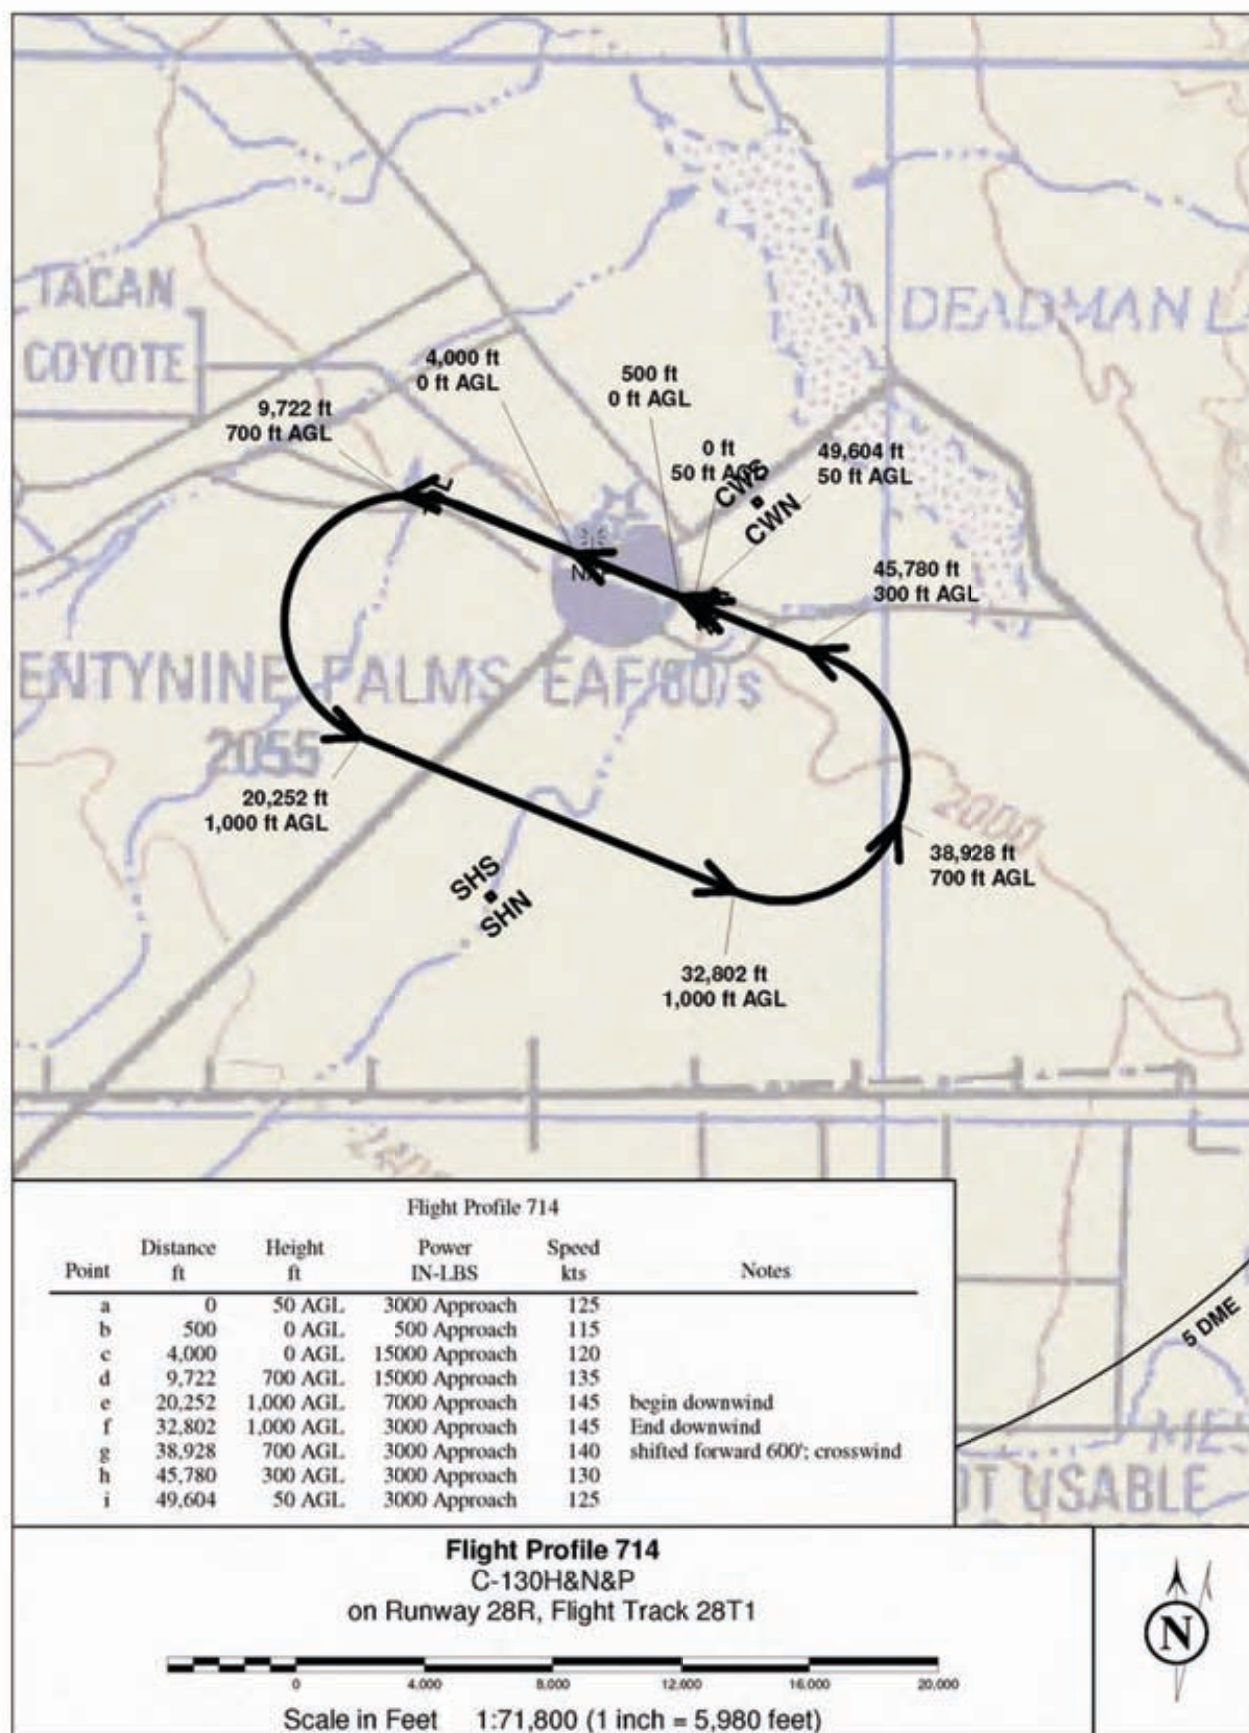 TACAN
COYOTE
DEADMAN L
4,000 ft
0 ft AGL
500 ft
0 ft AGL
9,722 ft
700 ft AGL
0 ft
50 ft AGL
49,604 ft
50 ft AGL
CWS
CWN
45,780 ft
300 ft AGL
ENTYNINE PALMS EAF/80/s
2055
20,252 ft
1,000 ft AGL
2000
38,928 ft
700 ft AGL
SHS
SHN
32,802 ft
1,000 ft AGL
5 DME
OT USABLE
Flight Profile 714
Point Distance ft Height ft Power IN-LBS Speed kts Notes
a 0 50 AGL 3000 Approach 125
b 500 0 AGL 500 Approach 115
c 4,000 0 AGL 15000 Approach 120
d 9,722 700 AGL 15000 Approach 135
e 20,252 1,000 AGL 7000 Approach 145 begin downwind
f 32,802 1,000 AGL 3000 Approach 145 End downwind
g 38,928 700 AGL 3000 Approach 140 shifted forward 600'; crosswind
h 45,780 300 AGL 3000 Approach 130
i 49,604 50 AGL 3000 Approach 125
Flight Profile 714
C-130H&N&P
on Runway 28R, Flight Track 28T1
0 4,000 8,000 12,000 16,000 20,000
Scale in Feet 1:71,800 (1 inch = 5,980 feet)
N